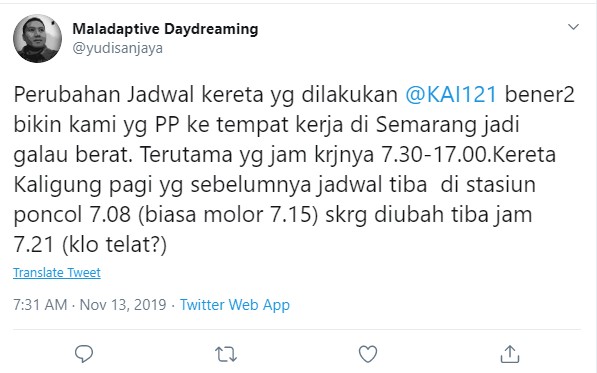 Maladaptive Daydreaming
@yudisanjaya
Perubahan Jadwal kereta yg dilakukan @KAI121 bener2
bikin kami yg PP ke tempat kerja di Semarang jadi
galau berat. Terutama yg jam krjnya 7.30-17.00.Kereta
Kaligung pagi yg sebelumnya jadwal tiba  di stasiun
poncol 7.08 (biasa molor 7.15) skrg diubah tiba jam
7.21 (klo telat?)
Translate Tweet
7:31 AM · Nov 13, 2019 · Twitter Web App